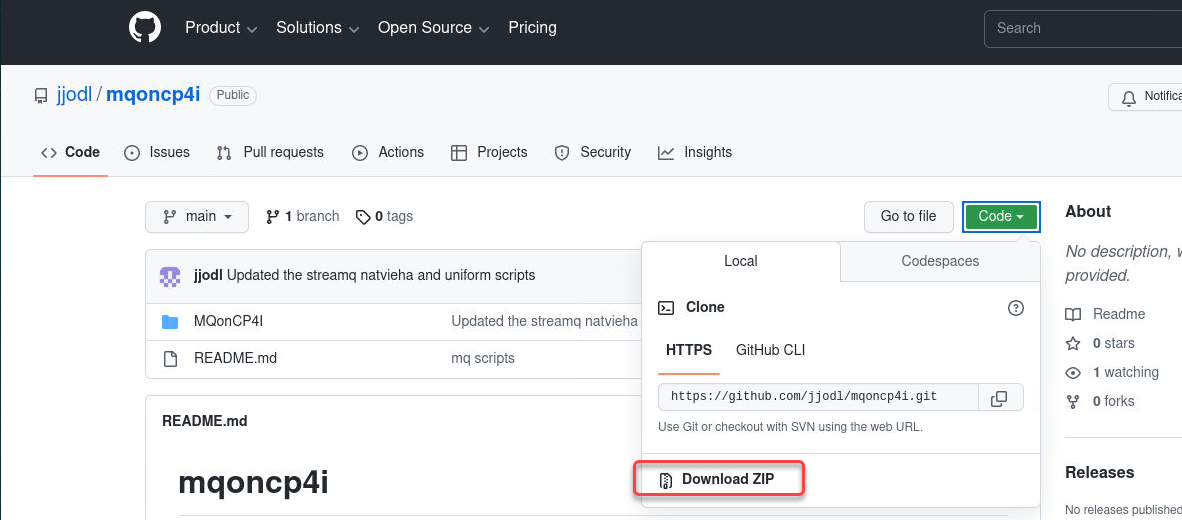 Product Solutions Open Source Pricing Search
jjodl / mqoncp4i Public
Code Issues Pull requests Actions Projects Security Insights
main 1 branch 0 tags Go to file Code
jjodl Updated the streamq natvieha and uniform scripts
MQonCP4I Updated the streamq natvieha
README.md mq scripts
README.md
mqoncp4i
Local Codespaces
Clone
HTTPS GitHub CLI
https://github.com/jjodl/mqoncp4i.git
Use Git or checkout with SVN using the web URL.
Download ZIP
About
No description,
provided.
Readme
0 stars
1 watching
0 forks
Releases
No releases published